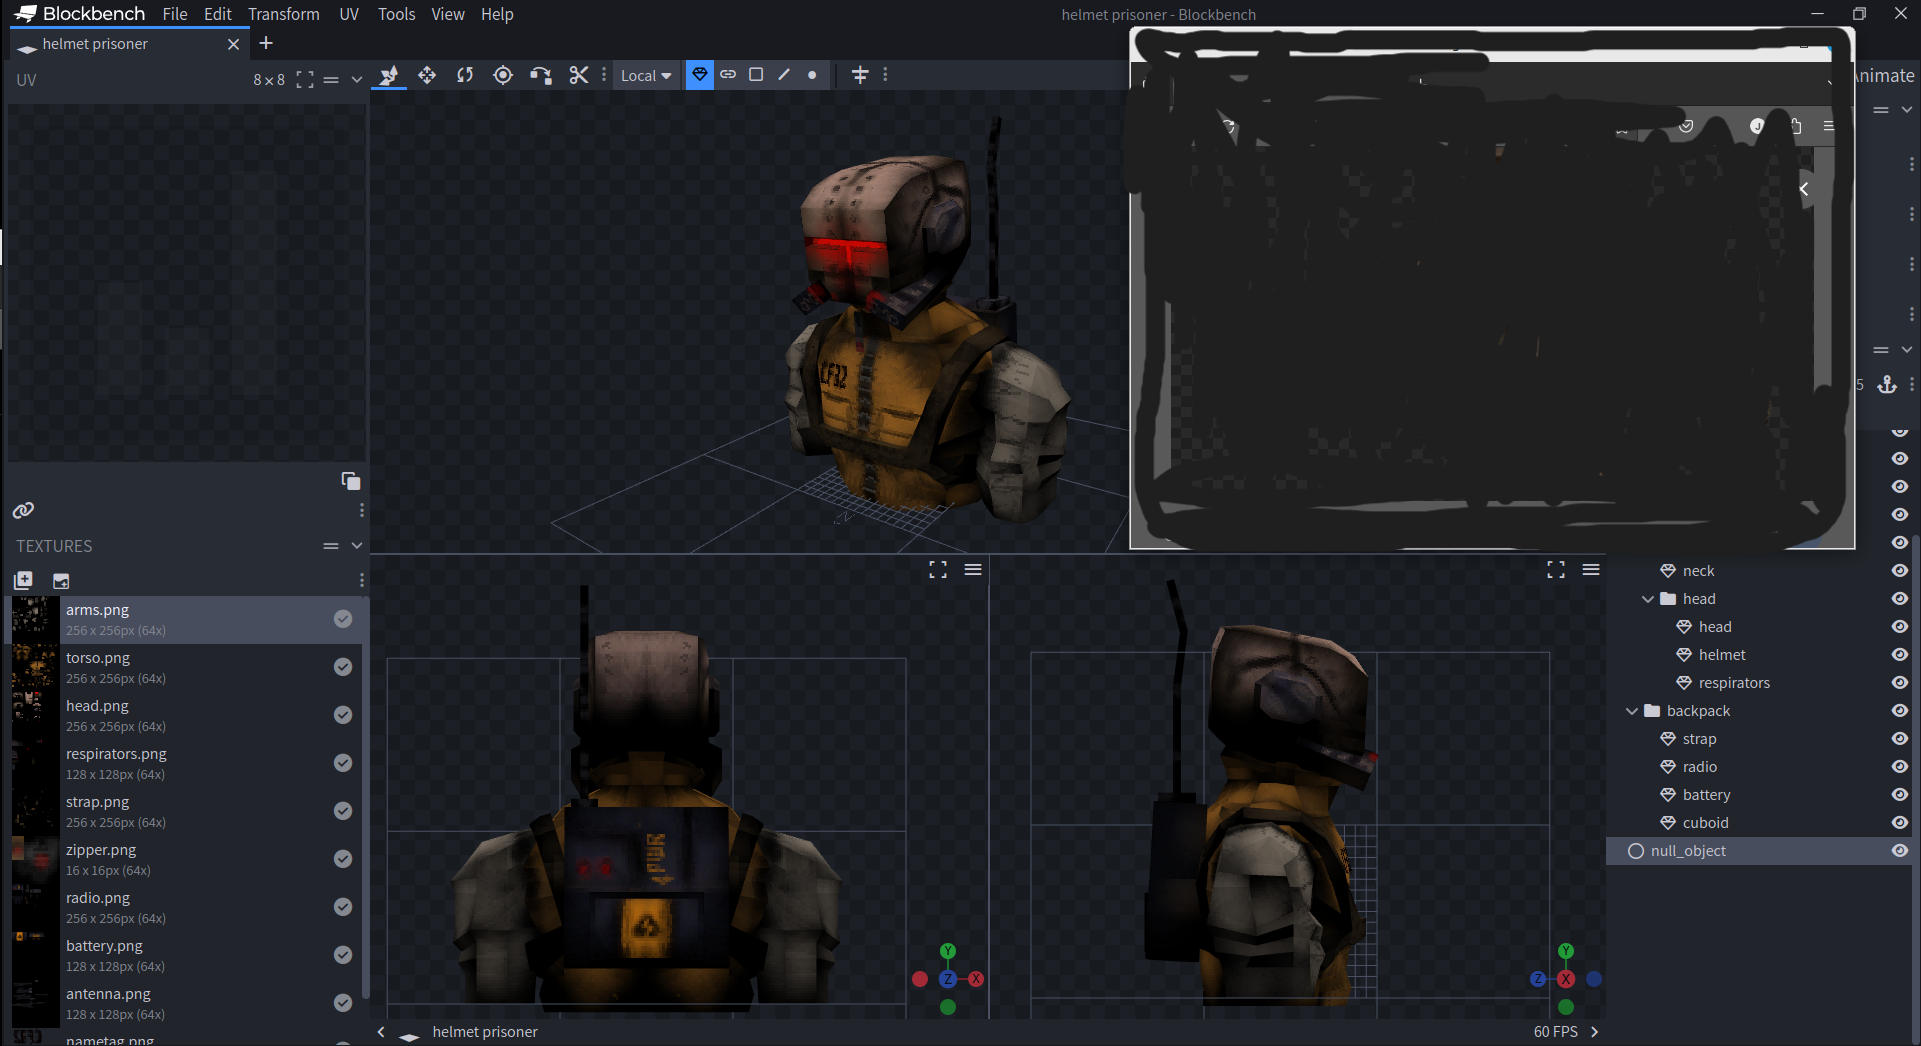 Blockbench File Edit Transform UV Tools View Help
helmet prisoner - Blockbench
helmet prisoner
UV
8×8
Local
Animate
J
CF32
5
TEXTURES
arms.png
256 x 256px (64x)
torso.png
256 x 256px (64x)
head.png
256 x 256px (64x)
respirators.png
128 x 128px (64x)
strap.png
256 x 256px (64x)
zipper.png
16 x 16px (64x)
radio.png
256 x 256px (64x)
battery.png
128 x 128px (64x)
antenna.png
128 x 128px (64x)
nametag.png
PWR
Y
Z
X
Y
Z
X
neck
head
head
helmet
respirators
backpack
strap
radio
battery
cuboid
null_object
helmet prisoner
60 FPS